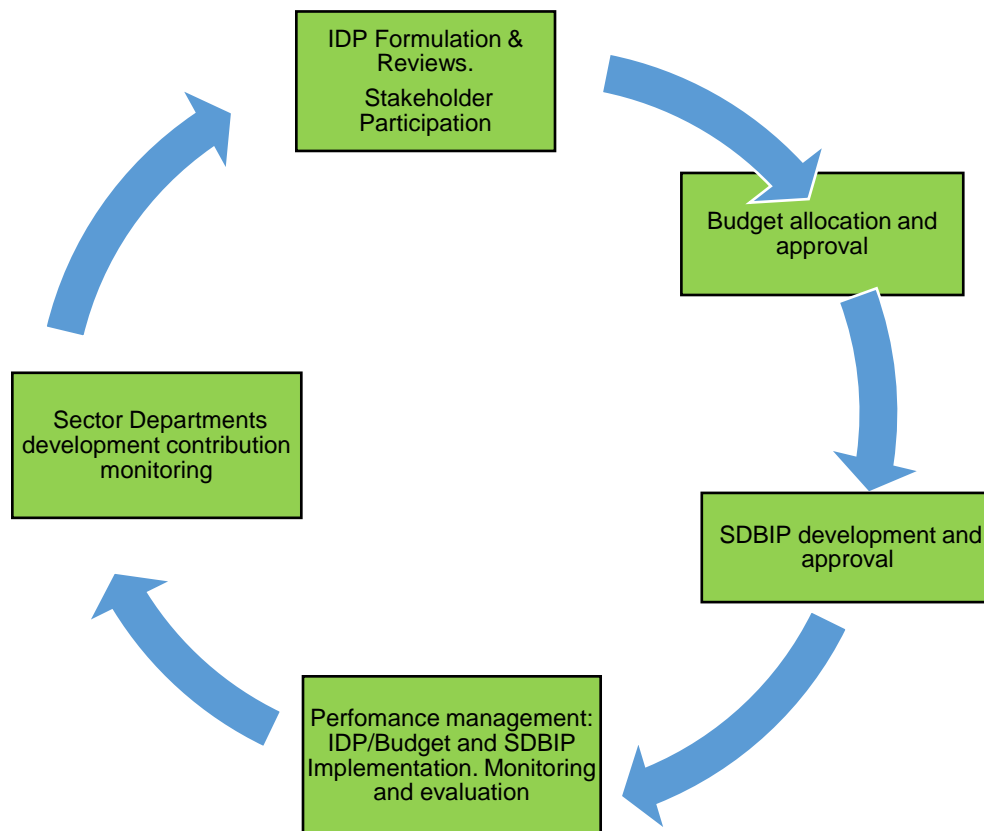 IDP Formulation &
Reviews.
Stakeholder
Participation
Budget allocation and
approval
SDBIP development and
approval
Perfomance management:
IDP/Budget and SDBIP
Implementation. Monitoring
and evaluation
Sector Departments
development contribution
monitoring